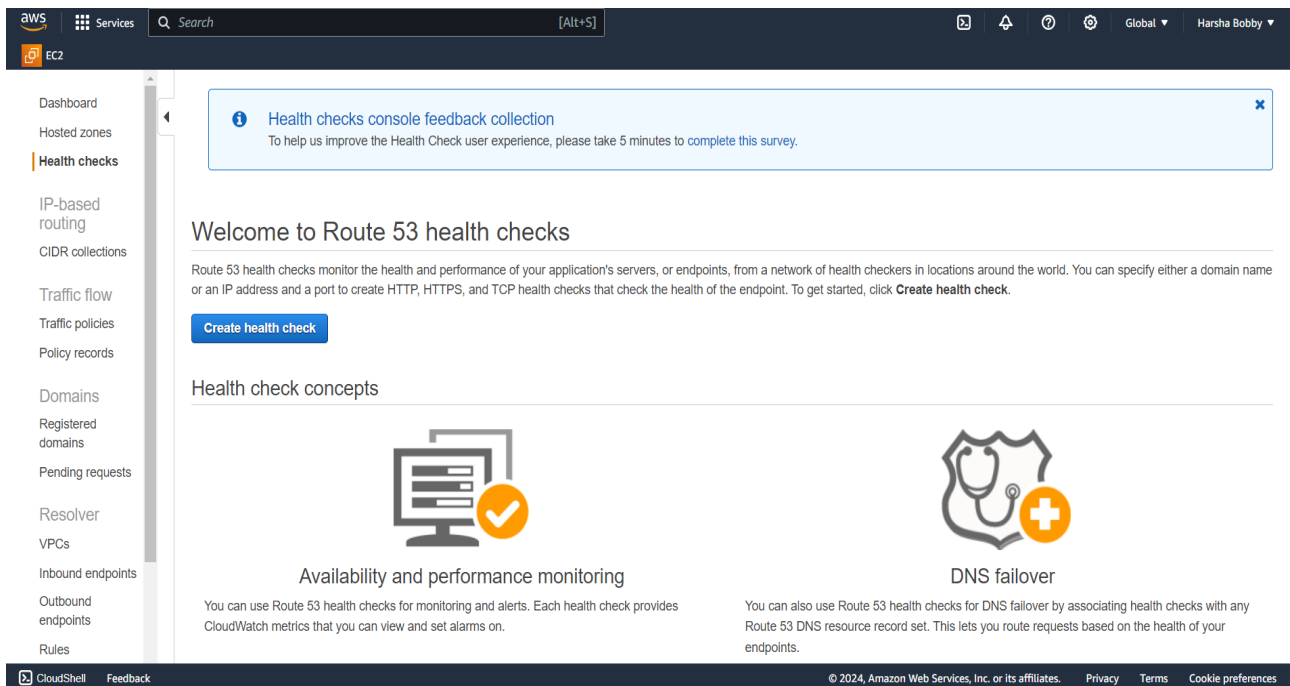 aws Services Search [Alt+S] Global ▼ Harsha Bobby ▼
EC2
Dashboard
Hosted zones
Health checks
IP-based
routing
CIDR collections
Traffic flow
Traffic policies
Policy records
Domains
Registered
domains
Pending requests
Resolver
VPCs
Inbound endpoints
Outbound
endpoints
Rules
Health checks console feedback collection
To help us improve the Health Check user experience, please take 5 minutes to complete this survey.
Welcome to Route 53 health checks
Route 53 health checks monitor the health and performance of your application's servers, or endpoints, from a network of health checkers in locations around the world. You can specify either a domain name
or an IP address and a port to create HTTP, HTTPS, and TCP health checks that check the health of the endpoint. To get started, click Create health check.
Create health check
Health check concepts
Availability and performance monitoring
You can use Route 53 health checks for monitoring and alerts. Each health check provides
CloudWatch metrics that you can view and set alarms on.
DNS failover
You can also use Route 53 health checks for DNS failover by associating health checks with any
Route 53 DNS resource record set. This lets you route requests based on the health of your
endpoints.
CloudShell Feedback © 2024, Amazon Web Services, Inc. or its affiliates. Privacy Terms Cookie preferences